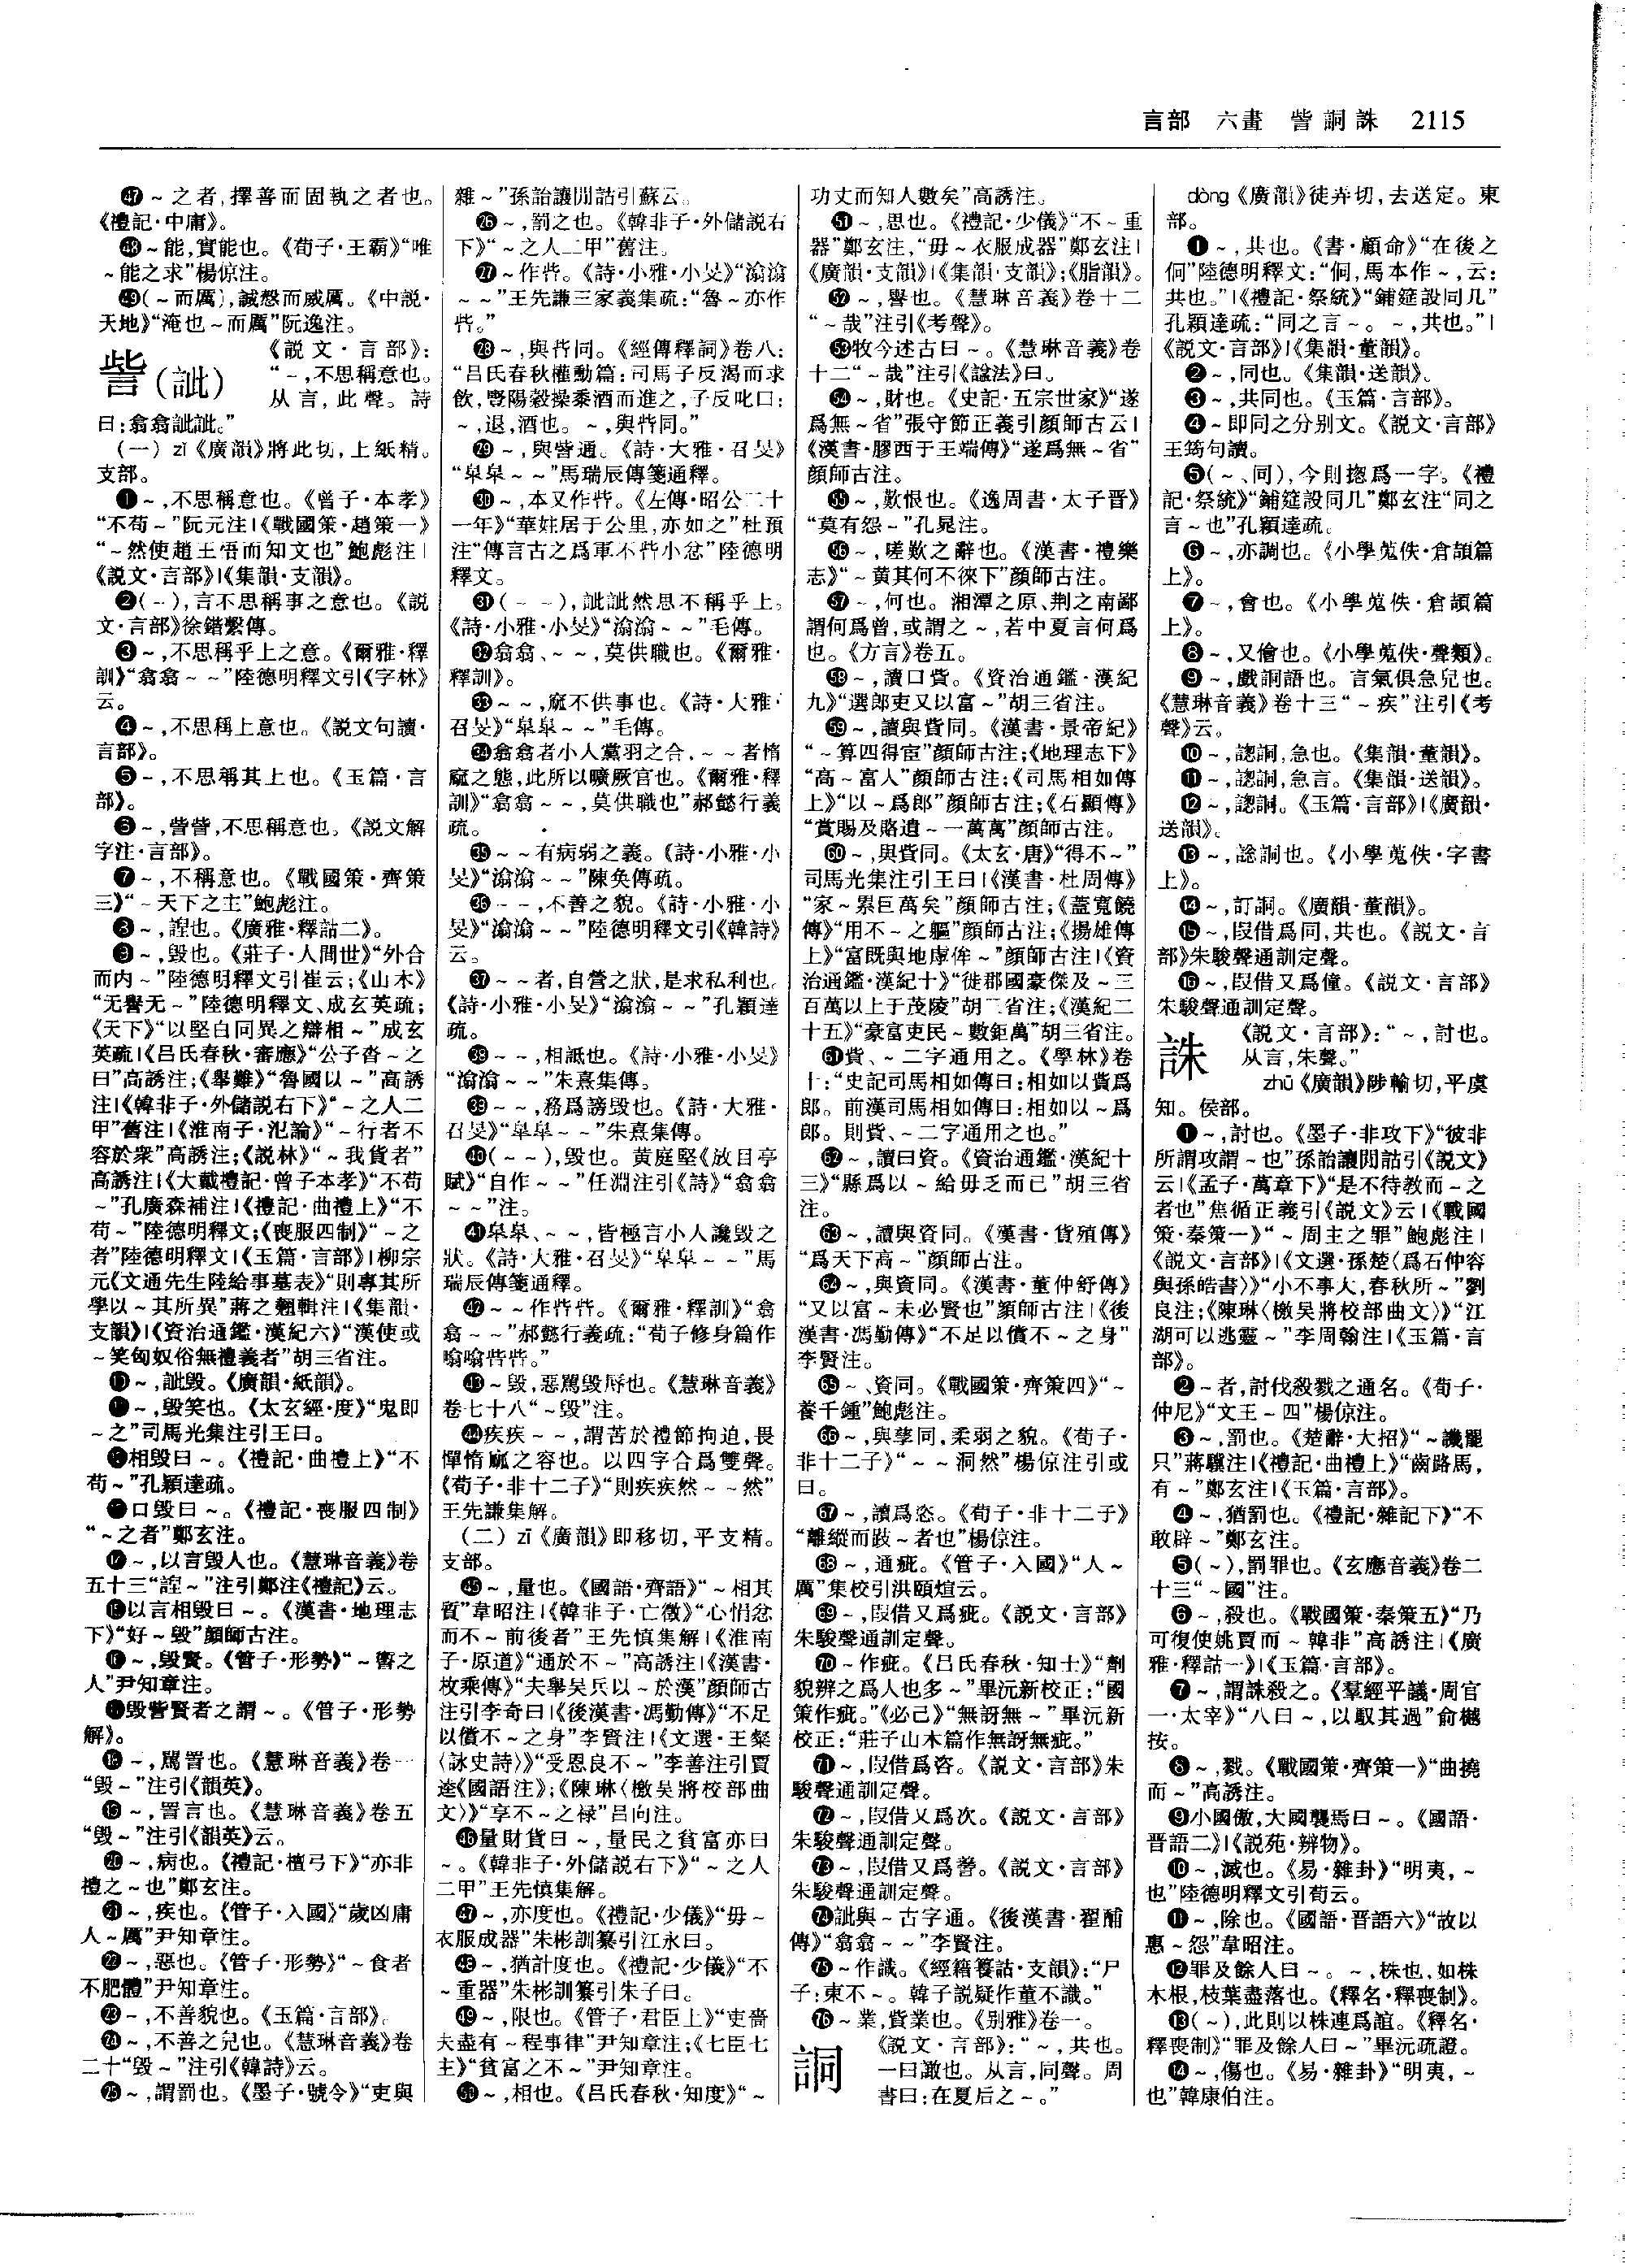 言部　六畫　訾詷誅　2115
㊼～之者,擇善而固執之者也。
《禮記·中庸》。
㊽～能,實能也。《荀子·王霸》“唯
～能之求”楊倞注。
㊾(～而厲),誠慤而威厲。《中説·
天地》“淹也～而厲”阮逸注。
訾(訿)
《説文·言部》:
“～,不思稱意也。
从言,此聲。詩
曰:翕翕訿訿。”
(一) zǐ《廣韻》將此切,上紙精。
支部。
❶～,不思稱意也。《曾子·本孝》
“不苟～”阮元注|《戰國策·趙策一》
“～然使趙王悟而知文也”鮑彪注|
《説文·言部》|《集韻·支韻》。
❷(～),言不思稱事之意也。《説
文·言部》徐鍇繫傳。
❸～,不思稱乎上之意。《爾雅·釋
訓》“翕翕～～”陸德明釋文引《字林》
云。
❹～,不思稱上意也。《説文句讀·
言部》。
❺～,不思稱其上也。《玉篇·言
部》。
❻～,訾訾,不思稱意也。《説文解
字注·言部》。
❼～,不稱意也。《戰國策·齊策
三》“～天下之主”鮑彪注。
❽～,諻也。《廣雅·釋詁二》。
❾～,毁也。《莊子·人間世》“外合
而内～”陸德明釋文引崔云;《山木》
“无譽无～”陸德明釋文、成玄英疏;
《天下》“以堅白同異之辯相～”成玄
英疏|《吕氏春秋·審應》“公子沓～之
曰”高誘注;《舉難》“魯國以～”高誘
注|《韓非子·外儲説右下》“～之人二
甲”舊注|《淮南子·氾論》“～行者不
容於衆”高誘注;《説林》“～我貨者”
高誘注|《大戴禮記·曾子本孝》“不苟
～”孔廣森補注|《禮記·曲禮上》“不
苟～”陸德明釋文;《喪服四制》“～之
者”陸德明釋文|《玉篇·言部》|柳宗
元《文通先生陸給事墓表》“則專其所
學以～其所異”蔣之翹輯注|《集韻·
支韻》|《資治通鑑·漢紀六》“漢使或
～笑匈奴俗無禮義者”胡三省注。
❿～,訿毁。《廣韻·紙韻》。
⓫～,毁笑也。《太玄經·度》“鬼即
～之”司馬光集注引王曰。
⓬相毁曰～。《禮記·曲禮上》“不
苟～”孔穎達疏。
⓭口毁曰～。《禮記·喪服四制》
“～之者”鄭玄注。
⓮～,以言毁人也。《慧琳音義》卷
五十三“諻～”注引鄭注《禮記》云。
⓯以言相毁曰～。《漢書·地理志
下》“好～毁”顔師古注。
⓰～,毁賢。《管子·形勢》“～讏之
人”尹知章注。
⓱毁訾賢者之謂～。《管子·形勢
解》。
⓲～,駡詈也。《慧琳音義》卷一
“毁～”注引《韻英》。
⓳～,詈言也。《慧琳音義》卷五
“毁～”注引《韻英》云。
⓴～,病也。《禮記·檀弓下》“亦非
禮之～也”鄭玄注。
㉑～,疾也。《管子·入國》“歲凶庸
人～厲”尹知章注。
㉒～,惡也。《管子·形勢》“～食者
不肥體”尹知章注。
㉓～,不善貌也。《玉篇·言部》。
㉔～,不善之皃也。《慧琳音義》卷
二十“毁～”注引《韓詩》云。
㉕～,謂罰也。《墨子·號令》“吏與
雜～”孫詒讓閒詁引蘇云。
㉖～,罰之也。《韓非子·外儲説右
下》“～之人二甲”舊注。
㉗～作呰。《詩·小雅·小旻》“潝潝
～～”王先謙三家義集疏:“魯～亦作
呰。”
㉘～,與呰同。《經傳釋詞》卷八:
“吕氏春秋權勳篇:司馬子反渴而求
飲,豎陽穀操黍酒而進之,子反叱曰:
～,退,酒也。～,與呰同。”
㉙～,與訾通。《詩·大雅·召旻》
“皋皋～～”馬瑞辰傳箋通釋。
㉚～,本又作呰。《左傳·昭公二十
一年》“華妵居于公里,亦如之”杜預
注“傳言古之爲軍不呰小忿”陸德明
釋文。
㉛(～～),訿訿然思不稱乎上。
《詩·小雅·小旻》“潝潝～～”毛傳。
㉜翕翕、～～,莫供職也。《爾雅·
釋訓》。
㉝～～,窳不供事也。《詩·大雅·
召旻》“皋皋～～”毛傳。
㉞翕翕者小人黨羽之合,～～者惰
窳之態,此所以曠厥官也。《爾雅·釋
訓》“翕翕～～,莫供職也”郝懿行義
疏。
㉟～～有病弱之義。《詩·小雅·小
旻》“潝潝～～”陳奂傳疏。
㊱～～,不善之貌。《詩·小雅·小
旻》“潝潝～～”陸德明釋文引《韓詩》
云。
㊲～～者,自營之狀,是求私利也。
《詩·小雅·小旻》“潝潝～～”孔穎達
疏。
㊳～～,相詆也。《詩·小雅·小旻》
“潝潝～～”朱熹集傳。
㊴～～,務爲謗毁也。《詩·大雅·
召旻》“皋皋～～”朱熹集傳。
㊵(～～),毁也。黄庭堅《放目亭
賦》“自作～～”任淵注引《詩》“翕翕
～～”注。
㊶皋皋、～～,皆極言小人讒毁之
狀。《詩·大雅·召旻》“皋皋～～”馬
瑞辰傳箋通釋。
㊷～～作呰呰。《爾雅·釋訓》“翕
翕～～”郝懿行義疏:“荀子修身篇作
噏噏呰呰。”
㊸～毁,惡駡毁辱也。《慧琳音義》
卷七十八“～毁”注。
㊹疾疾～～,謂苦於禮節拘迫,畏
憚惰窳之容也。以四字合爲雙聲。
《荀子·非十二子》“則疾疾然～～然”
王先謙集解。
(二) zī《廣韻》即移切,平支精。
支部。
㊺～,量也。《國語·齊語》“～相其
質”韋昭注|《韓非子·亡徵》“心悁忿
而不～前後者”王先慎集解|《淮南
子·原道》“通於不～”高誘注|《漢書·
枚乘傳》“夫舉吴兵以～於漢”顔師古
注引李奇曰|《後漢書·馮勤傳》“不足
以償不～之身”李賢注|《文選·王粲
〈詠史詩〉》“受恩良不～”李善注引賈
逵《國語注》;《陳琳〈檄吴將校部曲
文〉》“享不～之禄”吕向注。
㊻量財貨曰～,量民之貧富亦曰
～。《韓非子·外儲説右下》“～之人
二甲”王先慎集解。
㊼～,亦度也。《禮記·少儀》“毋～
衣服成器”朱彬訓纂引江永曰。
㊽～,猶計度也。《禮記·少儀》“不
～重器”朱彬訓纂引朱子曰。
㊾～,限也。《管子·君臣上》“吏嗇
夫盡有～程事律”尹知章注;《七臣七
主》“貧富之不～”尹知章注。
㊿～,相也。《吕氏春秋·知度》“～
功丈而知人數矣”高誘注。
51～,思也。《禮記·少儀》“不～重
器”鄭玄注,“毋～衣服成器”鄭玄注|
《廣韻·支韻》|《集韻·支韻》;《脂韻》。
52～,譽也。《慧琳音義》卷十二
“～哉”注引《考聲》。
53牧今述古曰～。《慧琳音義》卷
十二“～哉”注引《謚法》曰。
54～,財也。《史記·五宗世家》“遂
爲無～省”張守節正義引顔師古云|
《漢書·膠西于王端傳》“遂爲無～省”
顔師古注。
55～,歎恨也。《逸周書·太子晋》
“莫有怨～”孔晁注。
56～,嗟歎之辭也。《漢書·禮樂
志》“～黄其何不徠下”顔師古注。
57～,何也。湘潭之原、荆之南鄙
謂何爲曾,或謂之～,若中夏言何爲
也。《方言》卷五。
58～,讀曰貲。《資治通鑑·漢紀
九》“選郎吏又以富～”胡三省注。
59～,讀與貲同。《漢書·景帝紀》
“～算四得宦”顔師古注;《地理志下》
“高～富人”顔師古注;《司馬相如傳
上》“以～爲郎”顔師古注;《石顯傳》
“賞賜及賂遺～一萬萬”顔師古注。
60～,與貲同。《太玄·唐》“得不～”
司馬光集注引王曰|《漢書·杜周傳》
“家～累巨萬矣”顔師古注;《蓋寬饒
傳》“用不～之軀”顔師古注;《揚雄傳
上》“富既與地虖侔～”顔師古注|《資
治通鑑·漢紀十》“徙郡國豪傑及～三
百萬以上于茂陵”胡三省注;《漢紀二
十五》“豪富吏民～數鉅萬”胡三省注。
61貲、～二字通用之。《學林》卷
十:“史記司馬相如傳曰:相如以貲爲
郎。前漢司馬相如傳曰:相如以～爲
郎。則貲、～二字通用之也。”
62～,讀曰資。《資治通鑑·漢紀十
三》“縣爲以～給毋乏而已”胡三省
注。
63～,讀與資同。《漢書·貨殖傳》
“爲天下高～”顔師古注。
64～,與資同。《漢書·董仲舒傳》
“又以富～未必賢也”顔師古注|《後
漢書·馮勤傳》“不足以償不～之身”
李賢注。
65～、資同。《戰國策·齊策四》“～
養千鍾”鮑彪注。
66～,與孳同,柔弱之貌。《荀子·
非十二子》“～～洞然”楊倞注引或
曰。
67～,讀爲恣。《荀子·非十二子》
“離縱而跂～者也”楊倞注。
68～,通疵。《管子·入國》“人～
厲”集校引洪頤煊云。
69～,叚借又爲疵。《説文·言部》
朱駿聲通訓定聲。
70～作疵。《吕氏春秋·知士》“劑
貌辨之爲人也多～”畢沅新校正:“國
策作疵。”《必己》“無訝無～”畢沅新
校正:“莊子山木篇作無訝無疵。”
71～,叚借爲咨。《説文·言部》朱
駿聲通訓定聲。
72～,叚借又爲次。《説文·言部》
朱駿聲通訓定聲。
73～,叚借又爲嗞。《説文·言部》
朱駿聲通訓定聲。
74訿與～古字通。《後漢書·翟酺
傳》“翕翕～～”李賢注。
75～作識。《經籍籑詁·支韻》:“尸
子:東不～。韓子説疑作董不識。”
76～業,貲業也。《别雅》卷一。
詷
《説文·言部》:“～,共也。
一曰譀也。从言,同聲。周
書曰:在夏后之～。”
dòng《廣韻》徒弄切,去送定。東
部。
❶～,共也。《書·顧命》“在後之
侗”陸德明釋文:“侗,馬本作～,云:
共也。”|《禮記·祭統》“鋪筵設同几”
孔穎達疏:“同之言～。～,共也。”|
《説文·言部》|《集韻·董韻》。
❷～,同也。《集韻·送韻》。
❸～,共同也。《玉篇·言部》。
❹～即同之分别文。《説文·言部》
王筠句讀。
❺(～、同),今則摠爲一字。《禮
記·祭統》“鋪筵設同几”鄭玄注“同之
言～也”孔穎達疏。
❻～,亦調也。《小學蒐佚·倉頡篇
上》。
❼～,會也。《小學蒐佚·倉頡篇
上》。
❽～,又儈也。《小學蒐佚·聲類》。
❾～,戲詷語也。言氣俱急皃也。
《慧琳音義》卷十三“～疾”注引《考
聲》云。
❿～,謥詷,急也。《集韻·董韻》。
⓫～,謥詷,急言。《集韻·送韻》。
⓬～,謥詷。《玉篇·言部》|《廣韻·
送韻》。
⓭～,謥詷也。《小學蒐佚·字書
上》。
⓮～,訂詷。《廣韻·董韻》。
⓯～,叚借爲同,共也。《説文·言
部》朱駿聲通訓定聲。
⓰～,叚借又爲僮。《説文·言部》
朱駿聲通訓定聲。
誅
《説文·言部》:“～,討也。
从言,朱聲。”
zhū《廣韻》陟輸切,平虞
知。侯部。
❶～,討也。《墨子·非攻下》“彼非
所謂攻謂～也”孫詒讓閒詁引《説文》
云|《孟子·萬章下》“是不待教而～之
者也”焦循正義引《説文》云|《戰國
策·秦策一》“～周主之罪”鮑彪注|
《説文·言部》|《文選·孫楚〈爲石仲容
與孫皓書〉》“小不事大,春秋所～”劉
良注;《陳琳〈檄吴將校部曲文〉》“江
湖可以逃靈～”李周翰注|《玉篇·言
部》。
❷～者,討伐殺戮之通名。《荀子·
仲尼》“文王～四”楊倞注。
❸～,罰也。《楚辭·大招》“～譏罷
只”蔣驥注|《禮記·曲禮上》“齒路馬,
有～”鄭玄注|《玉篇·言部》。
❹～,猶罰也。《禮記·雜記下》“不
敢辟～”鄭玄注。
❺(～),罰罪也。《玄應音義》卷二
十三“～國”注。
❻～,殺也。《戰國策·秦策五》“乃
可復使姚賈而～韓非”高誘注|《廣
雅·釋詁一》|《玉篇·言部》。
❼～,謂誅殺之。《羣經平議·周官
一·太宰》“八曰～,以馭其過”俞樾
按。
❽～,戮。《戰國策·齊策一》“曲撓
而～”高誘注。
❾小國傲,大國襲焉曰～。《國語·
晋語二》|《説苑·辨物》。
❿～,滅也。《易·雜卦》“明夷,～
也”陸德明釋文引荀云。
⓫～,除也。《國語·晋語六》“故以
惠～怨”韋昭注。
⓬罪及餘人曰～。～,株也,如株
木根,枝葉盡落也。《釋名·釋喪制》。
⓭(～),此則以株連爲誼。《釋名·
釋喪制》“罪及餘人曰～”畢沅疏證。
⓮～,傷也。《易·雜卦》“明夷,～
也”韓康伯注。